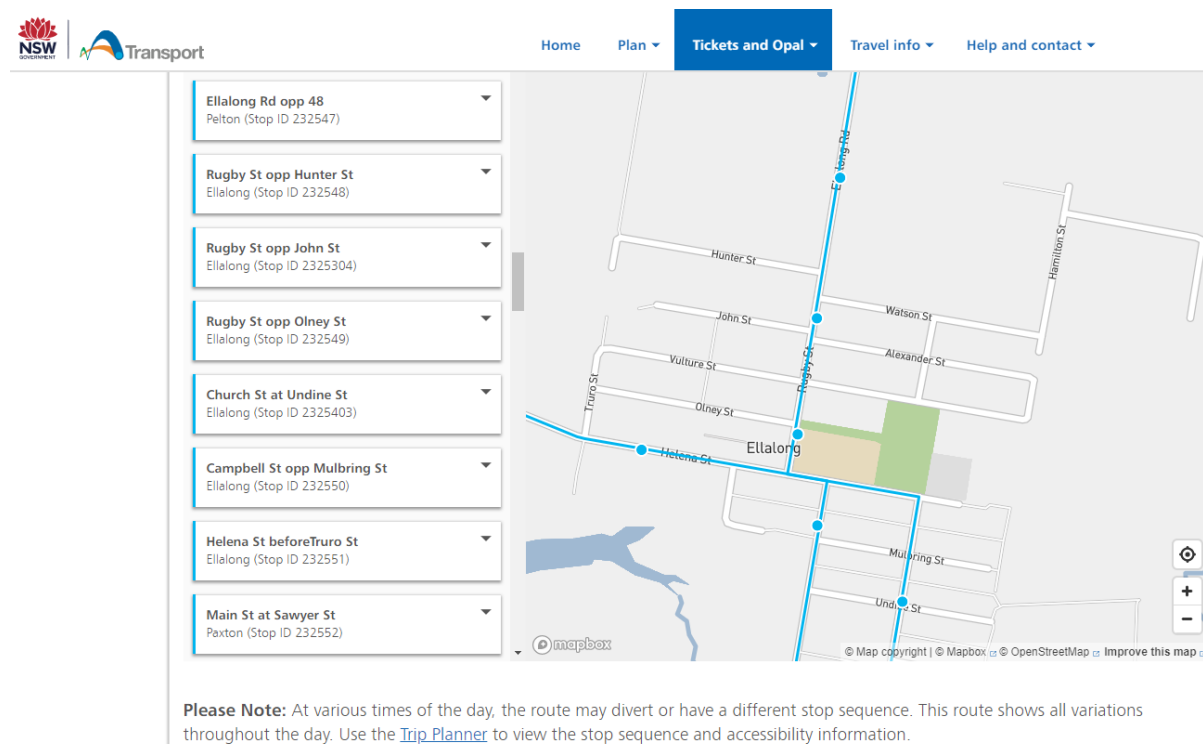 NSW
GOVERNMENT
Transport
Home
Plan
Tickets and Opal
Travel info
Help and contact
Ellalong Rd opp 48
Pelton (Stop ID 232547)
Rugby St opp Hunter St
Ellalong (Stop ID 232548)
Rugby St opp John St
Ellalong (Stop ID 2325304)
Rugby St opp Olney St
Ellalong (Stop ID 232549)
Church St at Undine St
Ellalong (Stop ID 2325403)
Campbell St opp Mulbring St
Ellalong (Stop ID 232550)
Helena St beforeTruro St
Ellalong (Stop ID 232551)
Main St at Sawyer St
Paxton (Stop ID 232552)
Ellalong Rd
Hunter St
Hamilton St
Watson St
John St
Alexander St
Rugby St
Vulture St
Truro St
Olney St
Ellalong
Helena St
Mulbring St
Undine St
+
−
mapbox
© Map copyright | © Mapbox © OpenStreetMap Improve this map
Please Note: At various times of the day, the route may divert or have a different stop sequence. This route shows all variations
throughout the day. Use the Trip Planner to view the stop sequence and accessibility information.